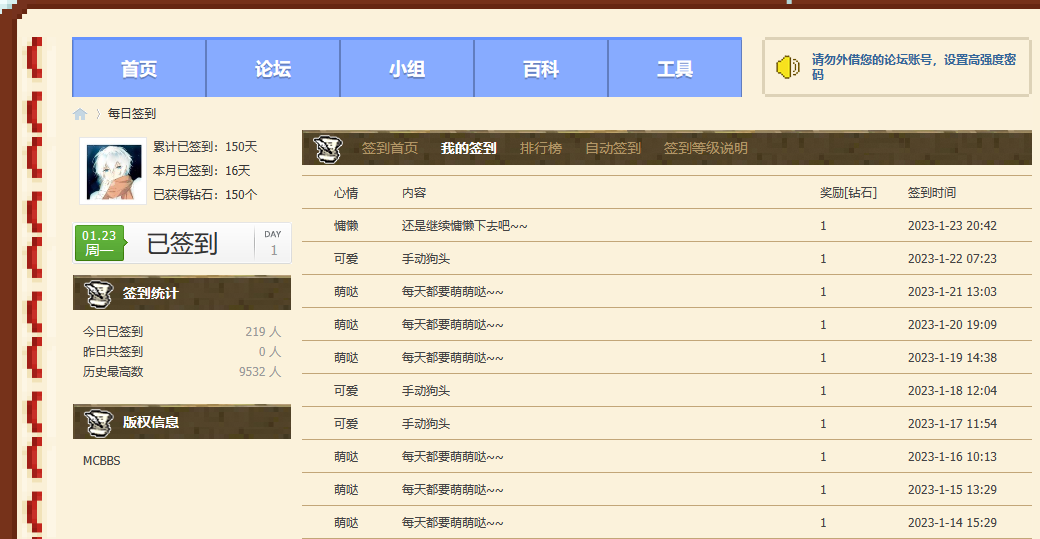 首页 论坛 小组 百科 工具
请勿外借您的论坛账号，设置高强度密
码
每日签到
累计已签到：150天
本月已签到：16天
已获得钻石：150个
01.23
周一
已签到
DAY
1
签到统计
今日已签到 219 人
昨日共签到 0 人
历史最高数 9532 人
版权信息
MCBBS
签到首页 我的签到 排行榜 自动签到 签到等级说明
心情 内容 奖励[钻石] 签到时间
慵懒 还是继续慵懒下去吧~~ 1 2023-1-23 20:42
可爱 手动狗头 1 2023-1-22 07:23
萌哒 每天都要萌萌哒~~ 1 2023-1-21 13:03
萌哒 每天都要萌萌哒~~ 1 2023-1-20 19:09
萌哒 每天都要萌萌哒~~ 1 2023-1-19 14:38
可爱 手动狗头 1 2023-1-18 12:04
可爱 手动狗头 1 2023-1-17 11:54
萌哒 每天都要萌萌哒~~ 1 2023-1-16 10:13
萌哒 每天都要萌萌哒~~ 1 2023-1-15 13:29
萌哒 每天都要萌萌哒~~ 1 2023-1-14 15:29